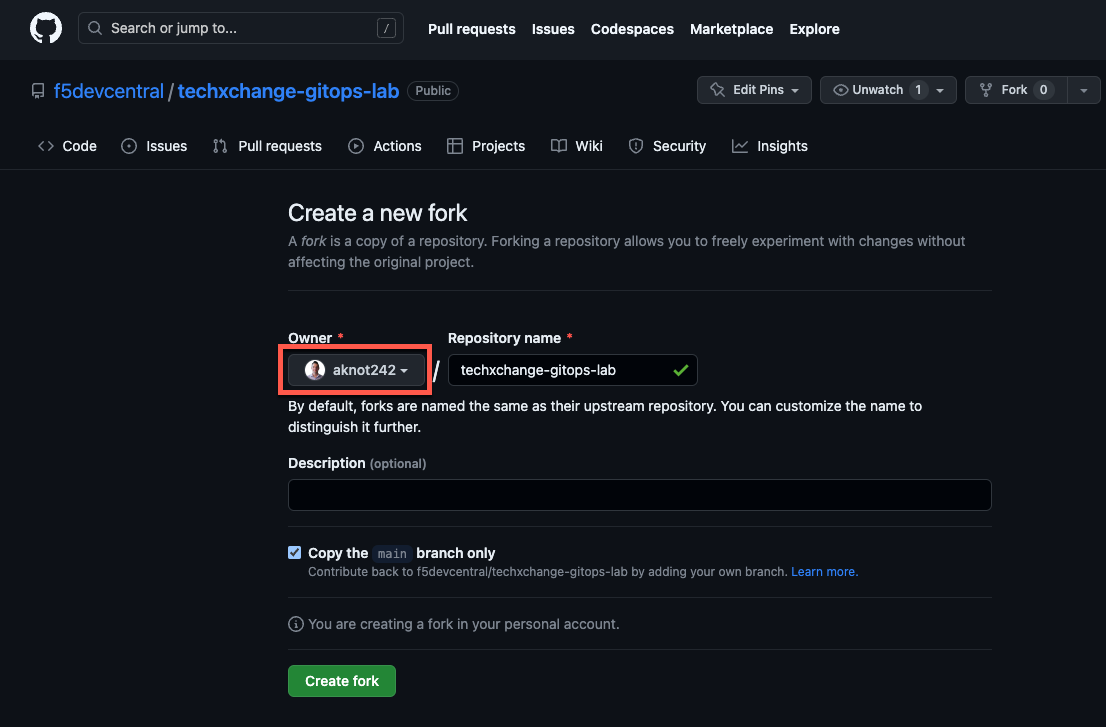 Search or jump to... /
Pull requests Issues Codespaces Marketplace Explore
f5devcentral / techxchange-gitops-lab Public
Edit Pins Unwatch 1 Fork 0
Code Issues Pull requests Actions Projects Wiki Security Insights
Create a new fork
A fork is a copy of a repository. Forking a repository allows you to freely experiment with changes without
affecting the original project.
Owner * Repository name *
aknot242 / techxchange-gitops-lab
By default, forks are named the same as their upstream repository. You can customize the name to
distinguish it further.
Description (optional)
Copy the main branch only
Contribute back to f5devcentral/techxchange-gitops-lab by adding your own branch. Learn more.
You are creating a fork in your personal account.
Create fork